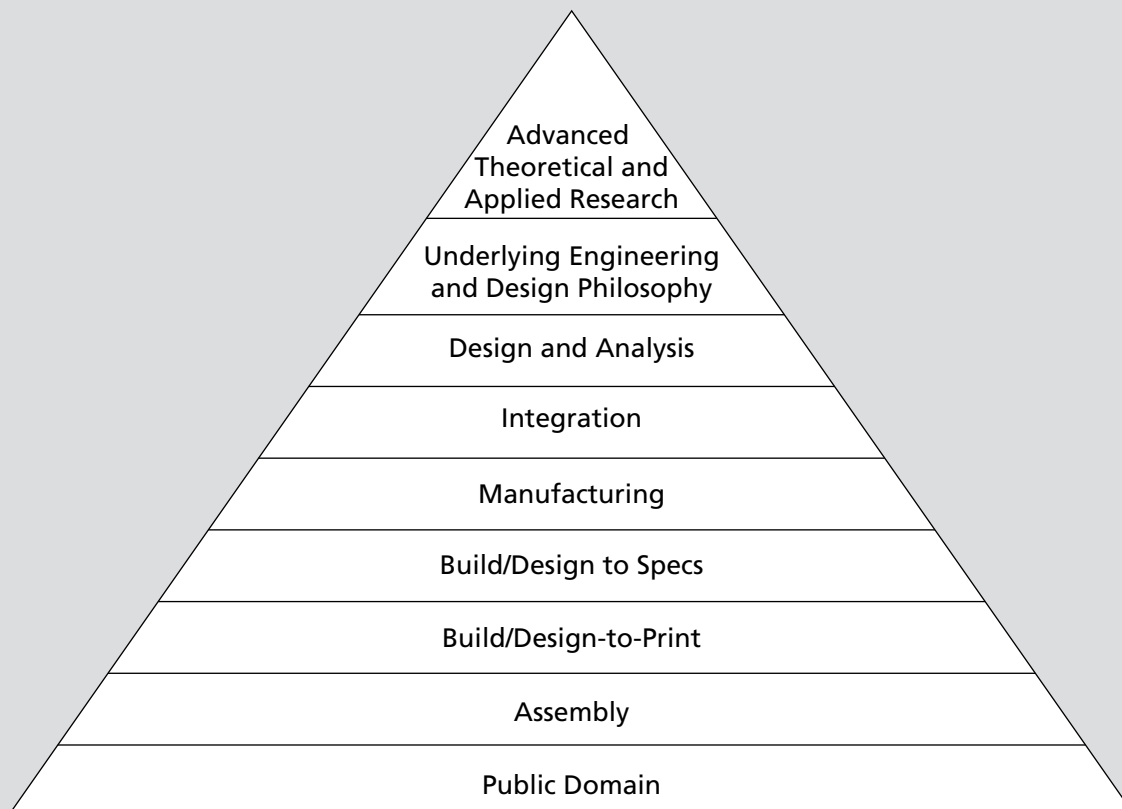 Advanced
Theoretical and
Applied Research
Underlying Engineering
and Design Philosophy
Design and Analysis
Integration
Manufacturing
Build/Design to Specs
Build/Design-to-Print
Assembly
Public Domain